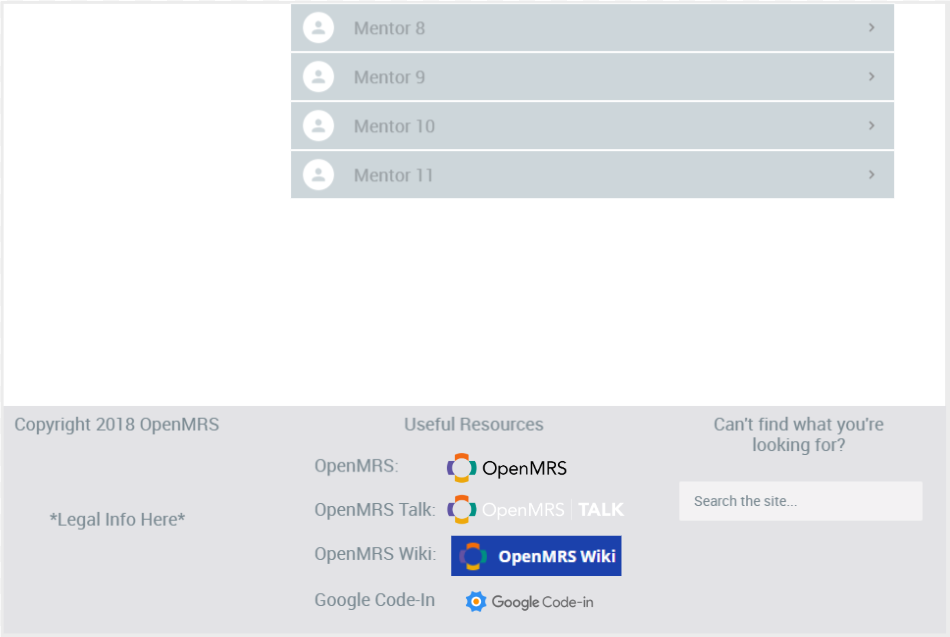 Mentor 8
Mentor 9
Mentor 10
Mentor 11
Copyright 2018 OpenMRS
*Legal Info Here*
Useful Resources
OpenMRS: OpenMRS
OpenMRS Talk: OpenMRS | TALK
OpenMRS Wiki: OpenMRS Wiki
Google Code-In Google Code-in
Can't find what you're
looking for?
Search the site...